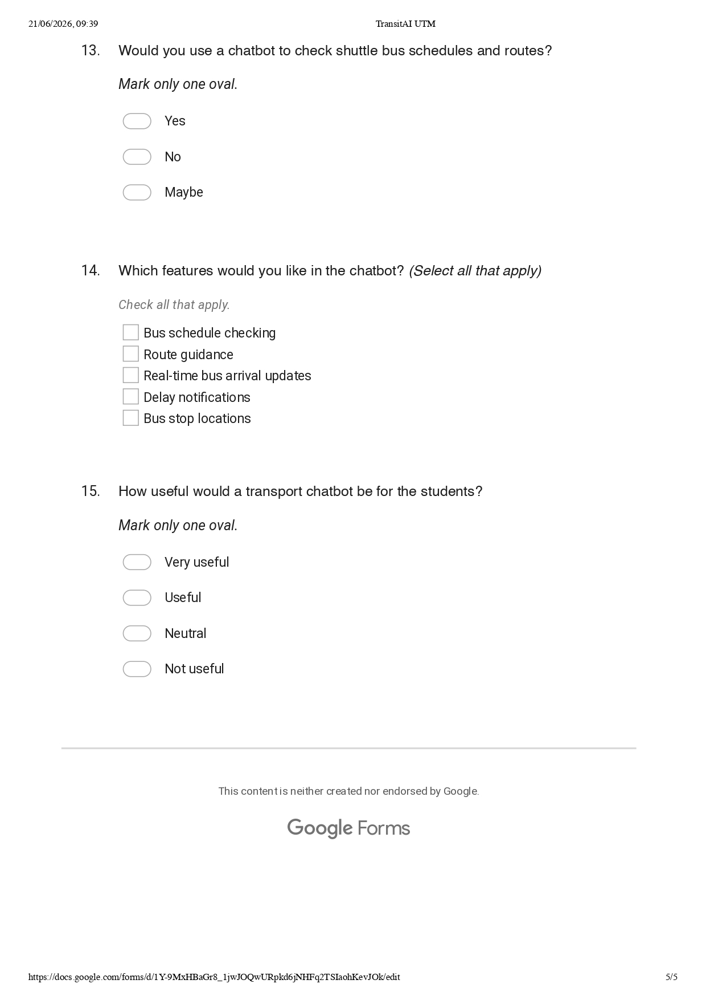 21/06/2026, 09:39 TransitAI UTM
13. Would you use a chatbot to check shuttle bus schedules and routes?
Mark only one oval.
Yes
No
Maybe
14. Which features would you like in the chatbot? (Select all that apply)
Check all that apply.
Bus schedule checking
Route guidance
Real-time bus arrival updates
Delay notifications
Bus stop locations
15. How useful would a transport chatbot be for the students?
Mark only one oval.
Very useful
Useful
Neutral
Not useful
This content is neither created nor endorsed by Google.
Google Forms
https://docs.google.com/forms/d/1Y-9MxHBaGr8_1jwJOQwURpkd6jNHFq2TSIaohKevJOk/edit 5/5